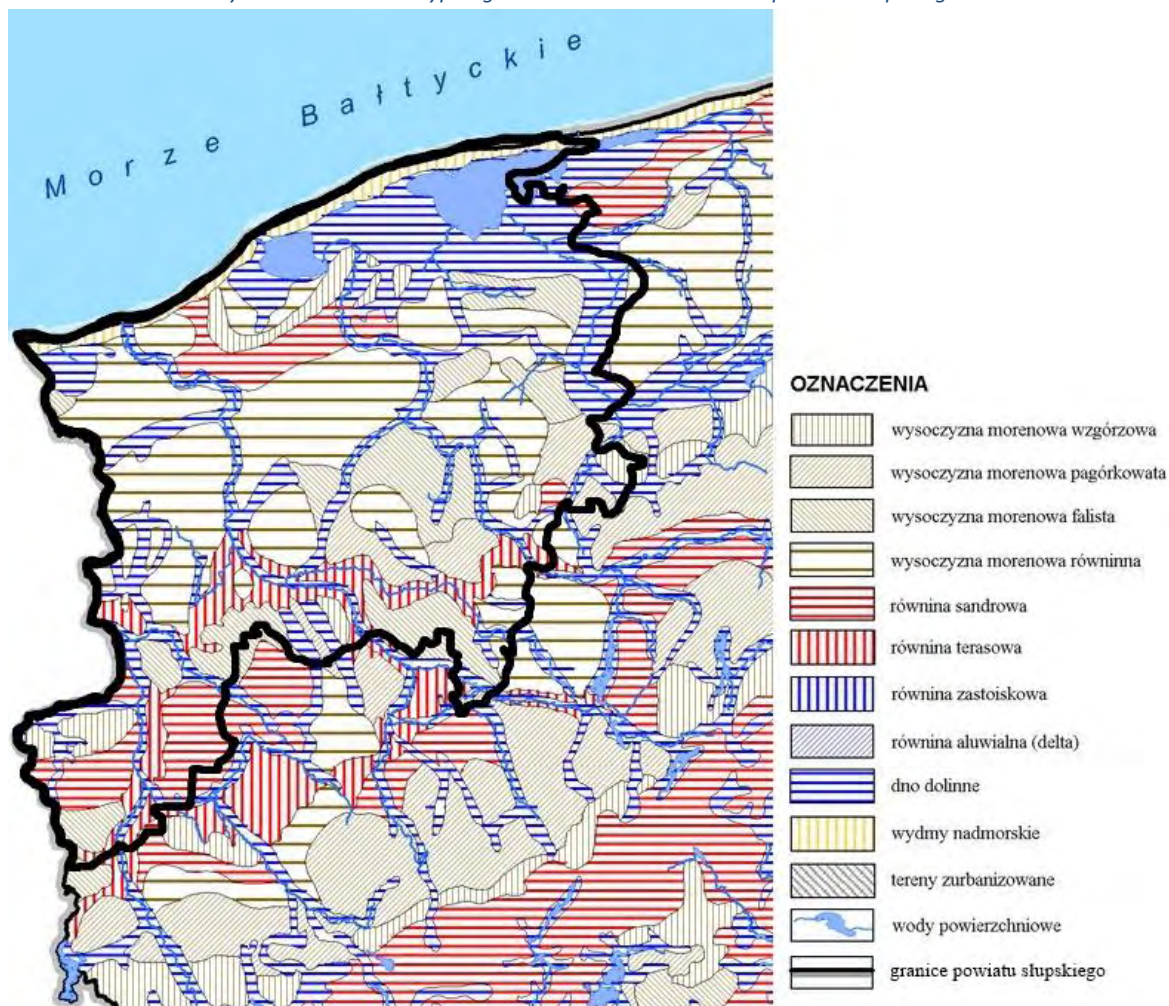 Morze Bałtyckie
OZNACZENIA
wysoczyzna morenowa wzgórzowa
wysoczyzna morenowa pagórkowata
wysoczyzna morenowa falista
wysoczyzna morenowa równinna
równina sandrowa
równina terasowa
równina zastoiskowa
równina aluwialna (delta)
dno dolinne
wydmy nadmorskie
tereny zurbanizowane
wody powierzchniowe
granice powiatu słupskiego